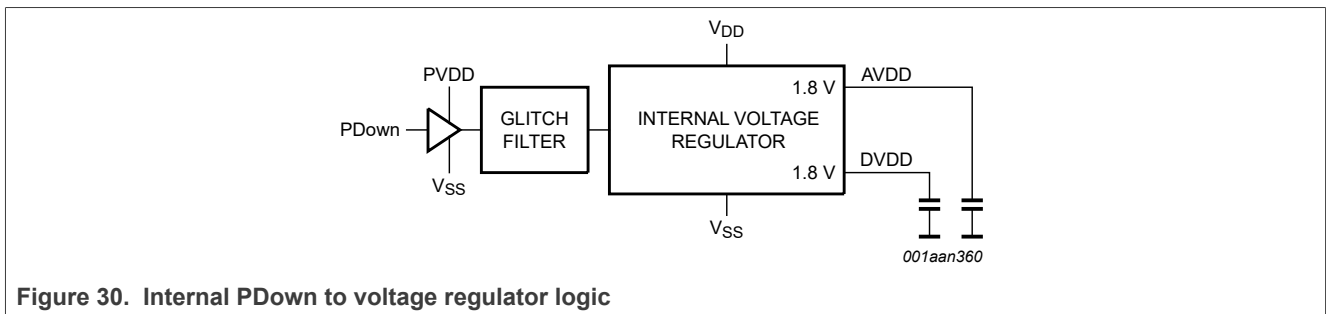 VDD
PVDD
AVDD
1.8 V
PDown
GLITCH
FILTER
INTERNAL VOLTAGE
REGULATOR
DVDD
1.8 V
VSS
VSS
001aan360
Figure 30. Internal PDown to voltage regulator logic